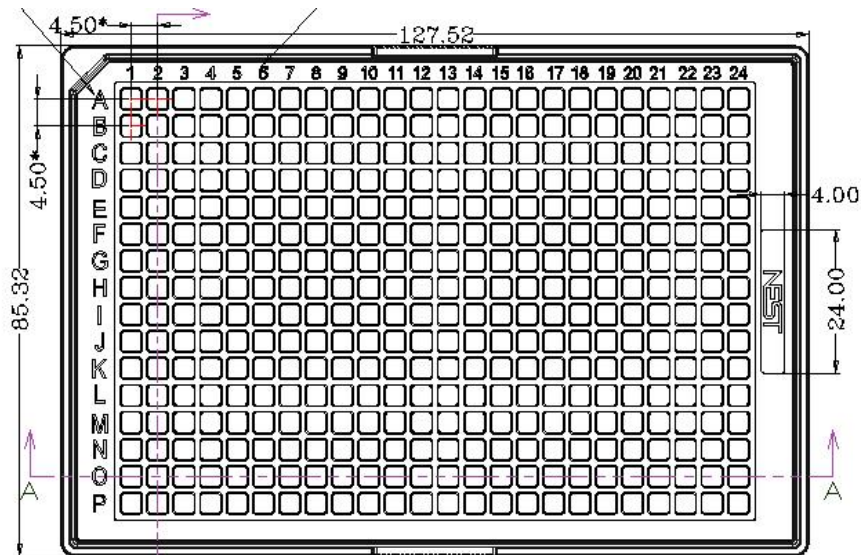 4.50*
127.52
1 2 3 4 5 6 7 8 9 10 11 12 13 14 15 16 17 18 19 20 21 22 23 24
A
B
4.50*
C
D
E
4.00
F
G
H
NEST
24.00
85.32
I
J
K
L
M
N
O
A
A
P